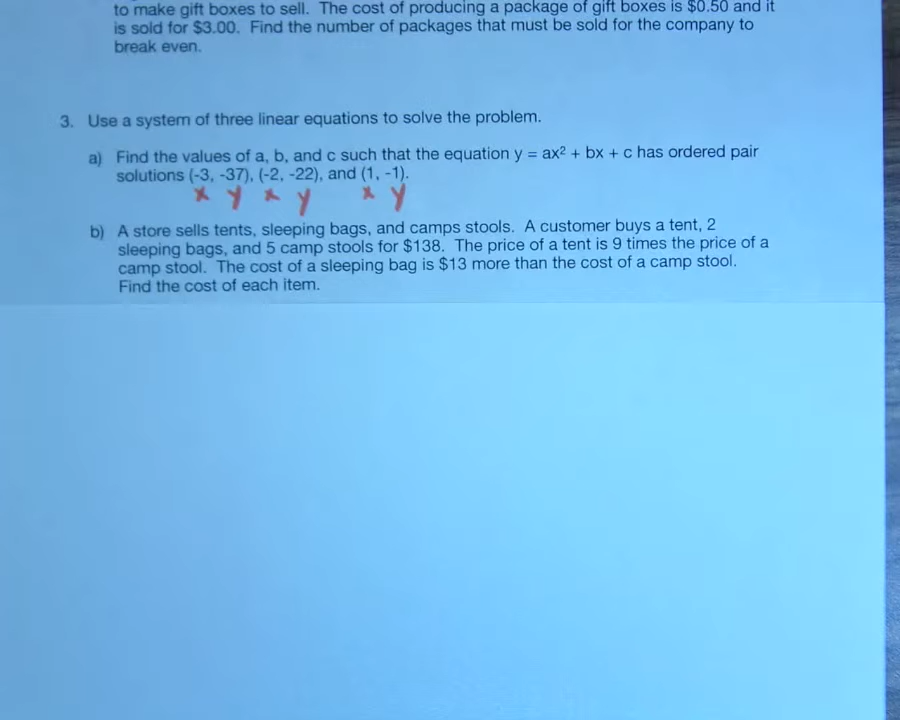 to make gift boxes to sell. The cost of producing a package of gift boxes is $0.50 and it
is sold for $3.00. Find the number of packages that must be sold for the company to
break even.
3. Use a system of three linear equations to solve the problem.
a) Find the values of a, b, and c such that the equation y = ax² + bx + c has ordered pair
solutions (-3, -37), (-2, -22), and (1, -1).
x y x y x y
b) A store sells tents, sleeping bags, and camps stools. A customer buys a tent, 2
sleeping bags, and 5 camp stools for $138. The price of a tent is 9 times the price of a
camp stool. The cost of a sleeping bag is $13 more than the cost of a camp stool.
Find the cost of each item.